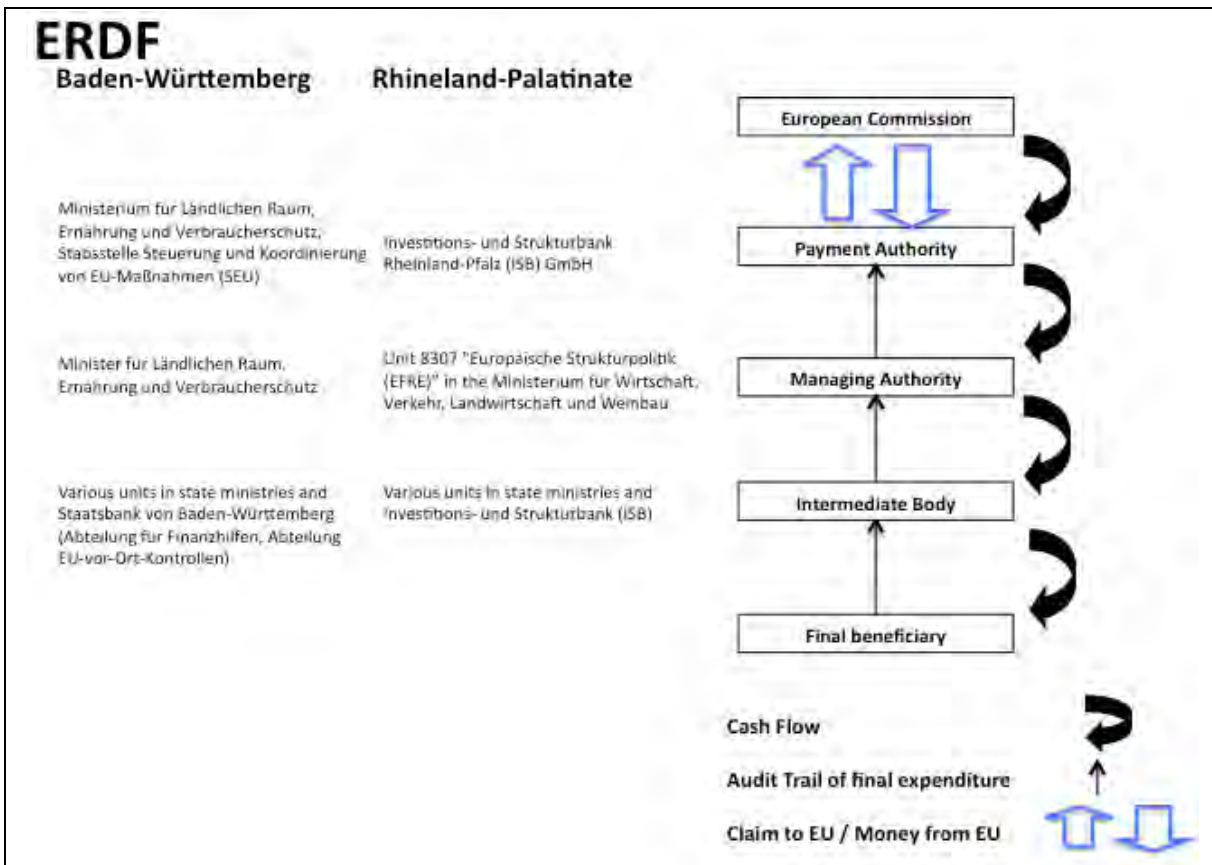 ERDF
Baden-Württemberg
Rhineland-Palatinate
European Commission
Ministerium für Ländlichen Raum,
Ernährung und Verbraucherschutz,
Stabsstelle Steuerung und Koordinierung
von EU-Maßnahmen (SEU)
Investitions- und Strukturbank
Rheinland-Pfalz (ISB) GmbH
Payment Authority
Minister für Ländlichen Raum,
Ernährung und Verbraucherschutz
Unit 8307 "Europäische Strukturpolitik
(EFRE)" in the Ministerium für Wirtschaft,
Verkehr, Landwirtschaft und Weinbau
Managing Authority
Various units in state ministries and
Staatsbank von Baden-Württemberg
(Abteilung für Finanzhilfen, Abteilung
EU-vor-Ort-Kontrollen)
Various units in state ministries and
Investitions- und Strukturbank (ISB)
Intermediate Body
Final beneficiary
Cash Flow
Audit Trail of final expenditure
Claim to EU / Money from EU